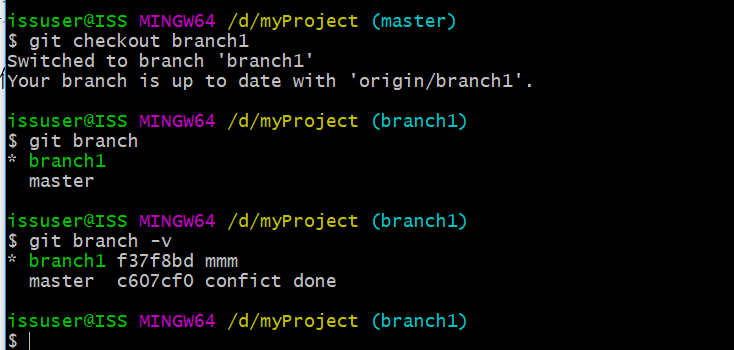 issuser@ISS MINGW64 /d/myProject (master)
$ git checkout branch1
Switched to branch 'branch1'
Your branch is up to date with 'origin/branch1'.
issuser@ISS MINGW64 /d/myProject (branch1)
$ git branch
* branch1
master
issuser@ISS MINGW64 /d/myProject (branch1)
$ git branch -v
* branch1 f37f8bd mmm
master c607cf0 confict done
issuser@ISS MINGW64 /d/myProject (branch1)
$